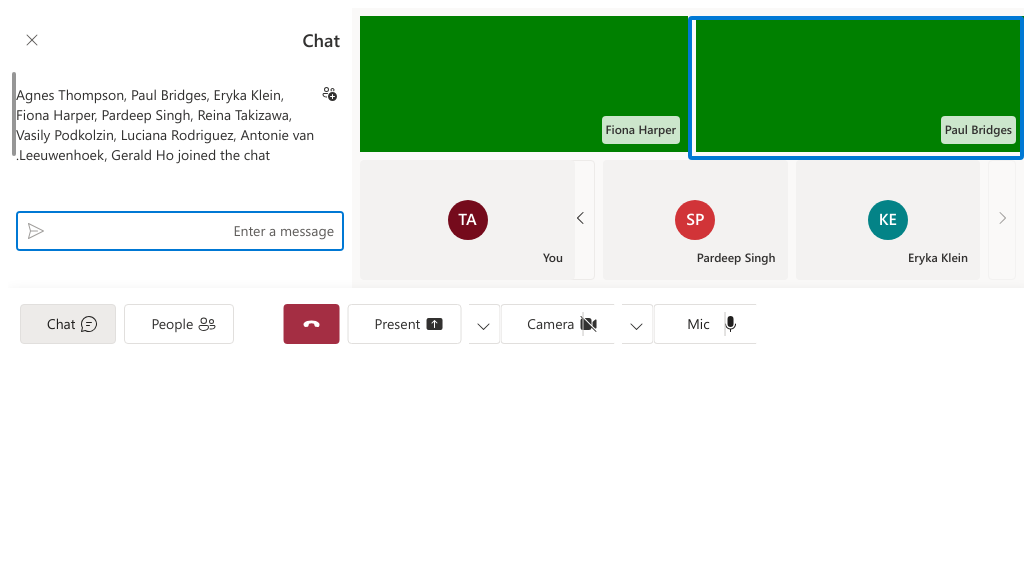 Chat
Agnes Thompson, Paul Bridges, Eryka Klein,
Fiona Harper, Pardeep Singh, Reina Takizawa,
Vasily Podkolzin, Luciana Rodriguez, Antonie van
.Leeuwenhoek, Gerald Ho joined the chat
Enter a message
Fiona Harper
Paul Bridges
TA
You
SP
Pardeep Singh
KE
Eryka Klein
Chat
People
Present
Camera
Mic